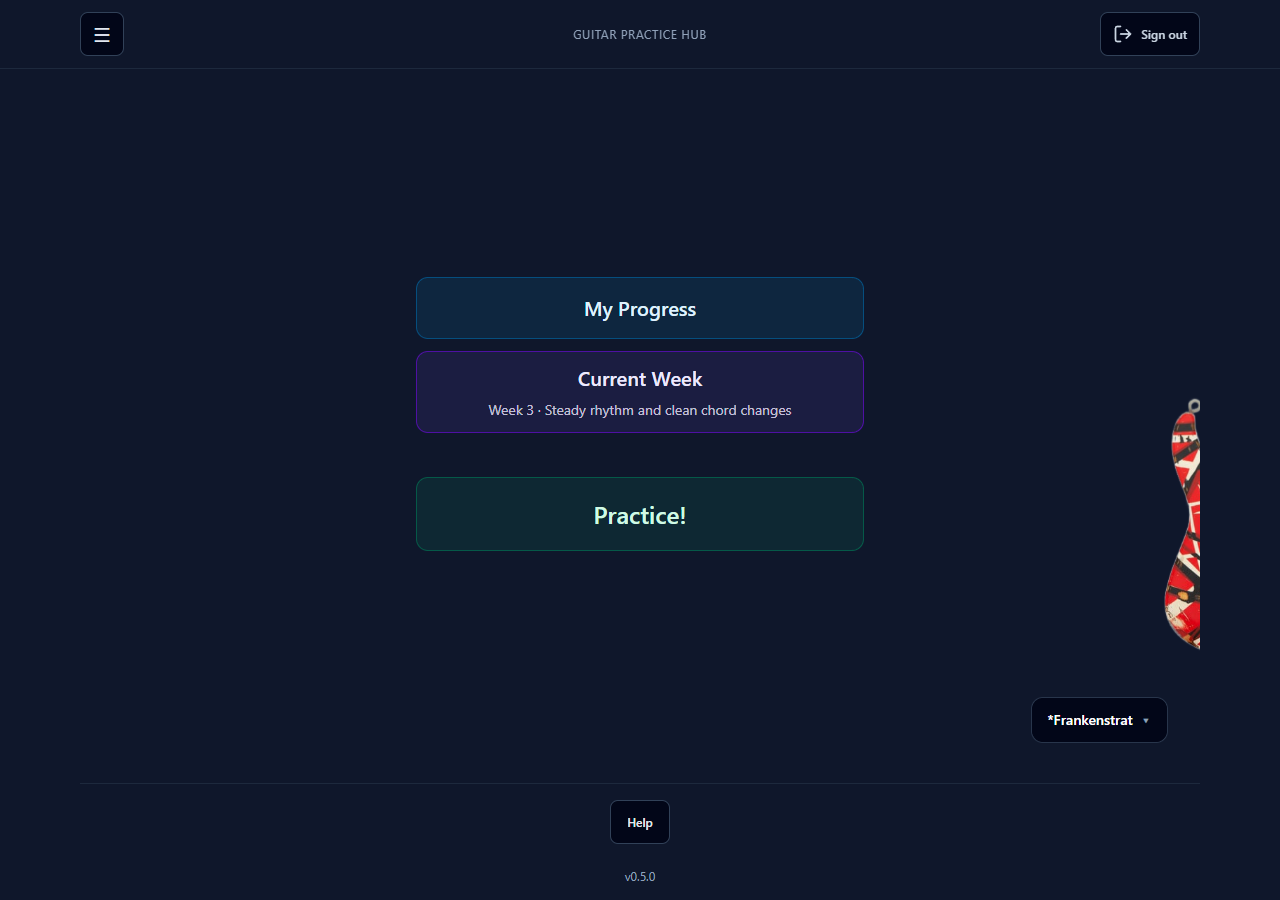 GUITAR PRACTICE HUB
Sign out
My Progress
Current Week
Week 3 · Steady rhythm and clean chord changes
Practice!
*Frankenstrat
Help
v0.5.0